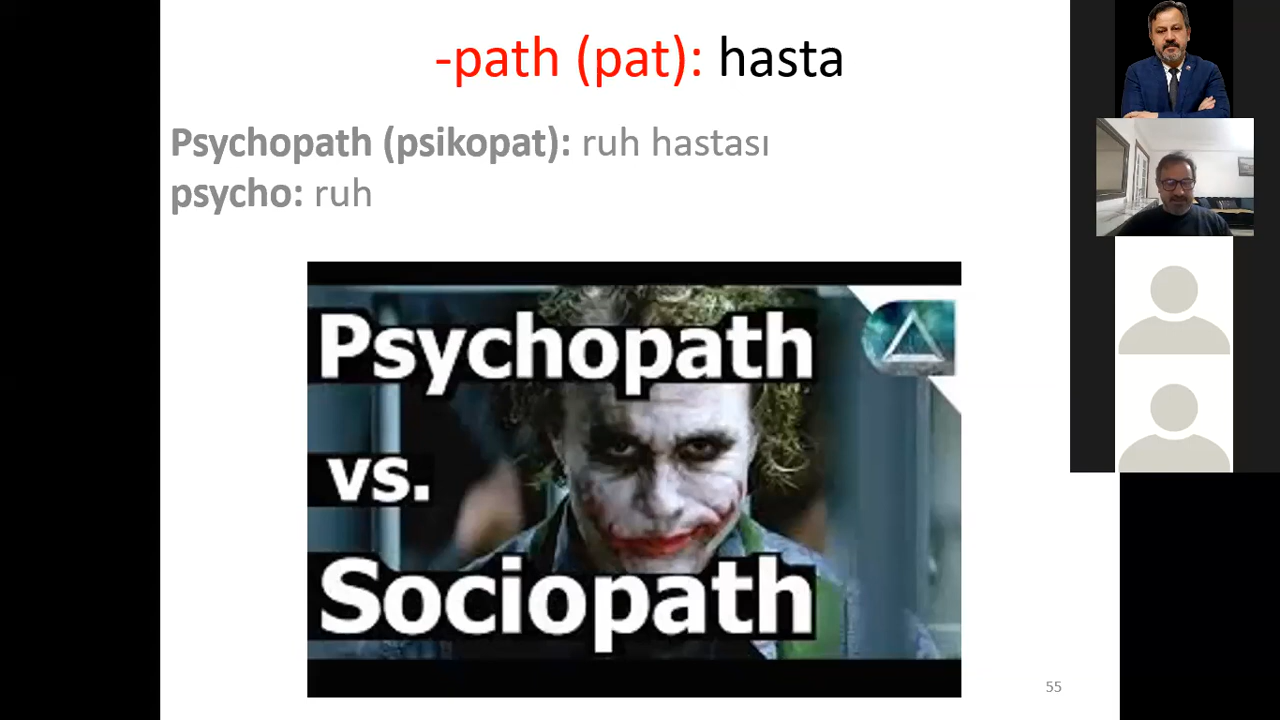 -path (pat): hasta
Psychopath (psikopat): ruh hastası
psycho: ruh
Psychopath
vs.
Sociopath
55